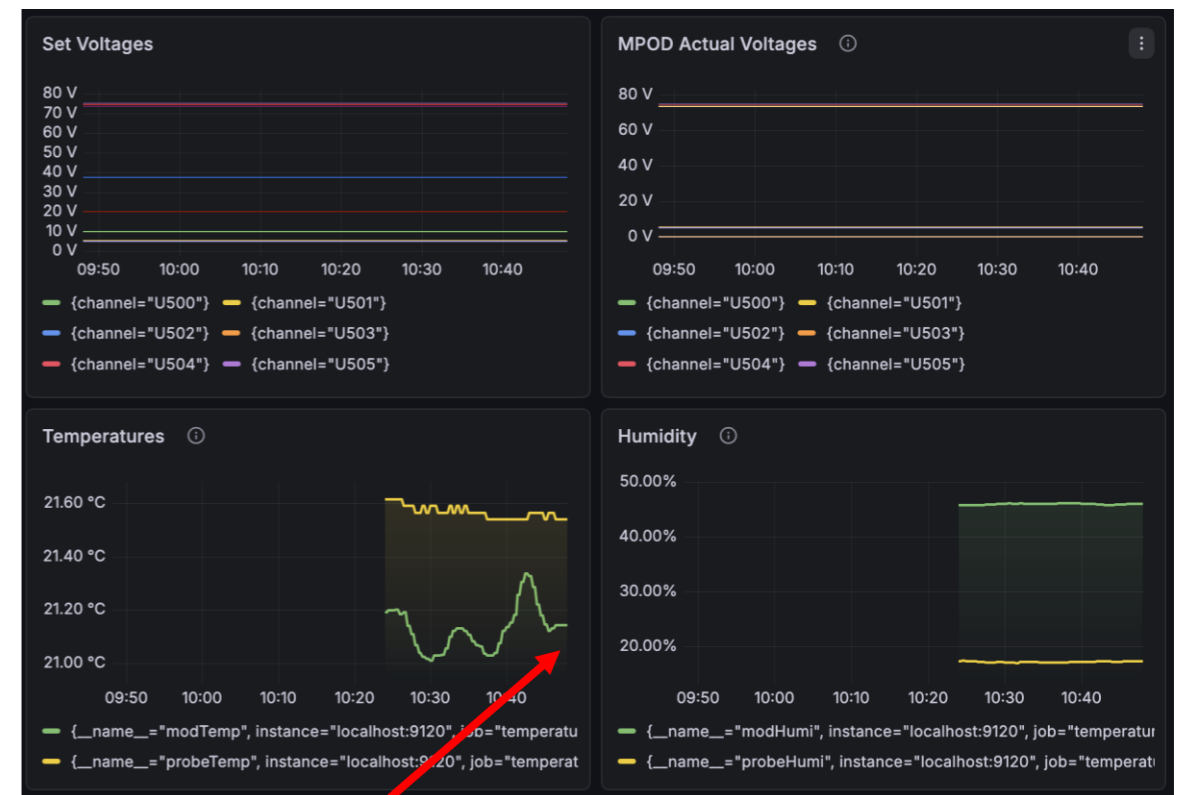 Set Voltages
80 V
70 V
60 V
50 V
40 V
30 V
20 V
10 V
0 V
09:50 10:00 10:10 10:20 10:30 10:40
{channel="U500"} {channel="U501"}
{channel="U502"} {channel="U503"}
{channel="U504"} {channel="U505"}
MPOD Actual Voltages
80 V
60 V
40 V
20 V
0 V
09:50 10:00 10:10 10:20 10:30 10:40
{channel="U500"} {channel="U501"}
{channel="U502"} {channel="U503"}
{channel="U504"} {channel="U505"}
Temperatures
21.60 °C
21.40 °C
21.20 °C
21.00 °C
09:50 10:00 10:10 10:20 10:30 10:40
{__name__="modTemp", instance="localhost:9120", job="temperatu
{__name__="probeTemp", instance="localhost:9120", job="temperat
Humidity
50.00%
40.00%
30.00%
20.00%
09:50 10:00 10:10 10:20 10:30 10:40
{__name__="modHumi", instance="localhost:9120", job="temperatur
{__name__="probeHumi", instance="localhost:9120", job="temperati